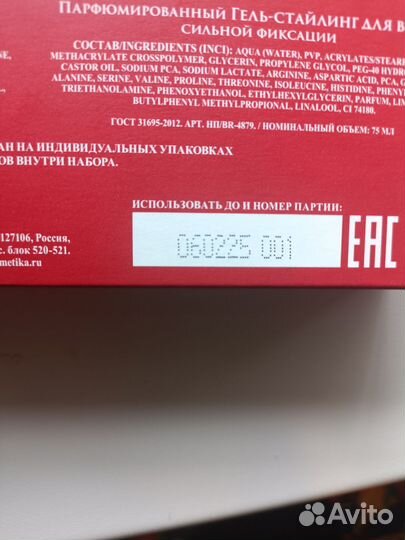 Парфюмированный Гель-стайлинг для в
сильной фиксации
СОСТАВ/INGREDIENTS (INCI): AQUA (WATER), PVP, ACRYLATES/STEARE
METHACRYLATE CROSSPOLYMER, GLYCERIN, PROPYLENE GLYCOL, PEG-40 HYDRO
CASTOR OIL, SODIUM PCA, SODIUM LACTATE, ARGININE, ASPARTIC ACID, PCA, G
ALANINE, SERINE, VALINE, PROLINE, THREONINE, ISOLEUCINE, HISTIDINE, PHENYL
TRIETHANOLAMINE, PHENOXYETHANOL, ETHYLHEXYLGLYCERIN, PARFUM, LIM
BUTYLPHENYL METHYLPROPIONAL, LINALOOL, CI 74180.
ГОСТ 31695-2012. АРТ. НП/BR-4879. / НОМИНАЛЬНЫЙ ОБЪЕМ: 75 МЛ
АН НА ИНДИВИДУАЛЬНЫХ УПАКОВКАХ
ОВ ВНУТРИ НАБОРА.
ИСПОЛЬЗОВАТЬ ДО И НОМЕР ПАРТИИ:
127106, Россия,
с. блок 520-521.
metika.ru
060225 001
EAC
Avito